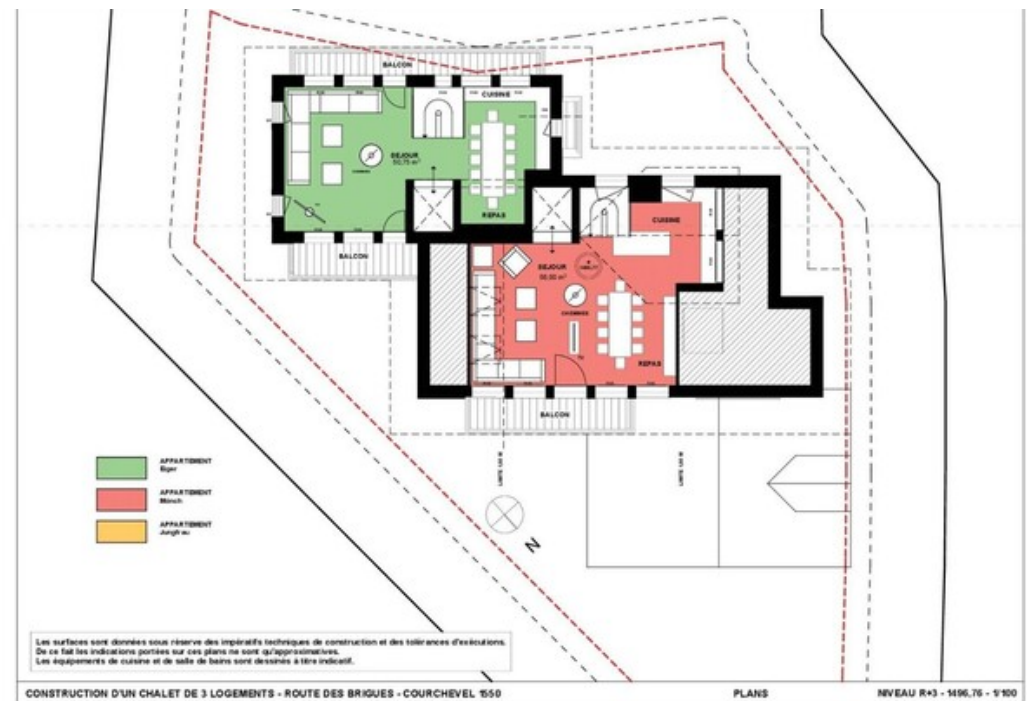 BALCON
CUISINE
SEJOUR
50,75 m²
REPAS
BALCON
CUISINE
SEJOUR
CHEMINEE
REPAS
BALCON
APPARTEMENT
Eiger
APPARTEMENT
Mönch
APPARTEMENT
Jungfrau
N
Les surfaces sont données sous réserve des impératifs techniques de construction et des tolérances d'exécutions.
De ce fait les indications portées sur ces plans ne sont qu'approximatives.
Les équipements de cuisine et de salle de bains sont dessinés à titre indicatif.
CONSTRUCTION D'UN CHALET DE 3 LOGEMENTS - ROUTE DES BRIGUES - COURCHEVEL 1550
PLANS
NIVEAU R+3 - 1496,76 - 1/100